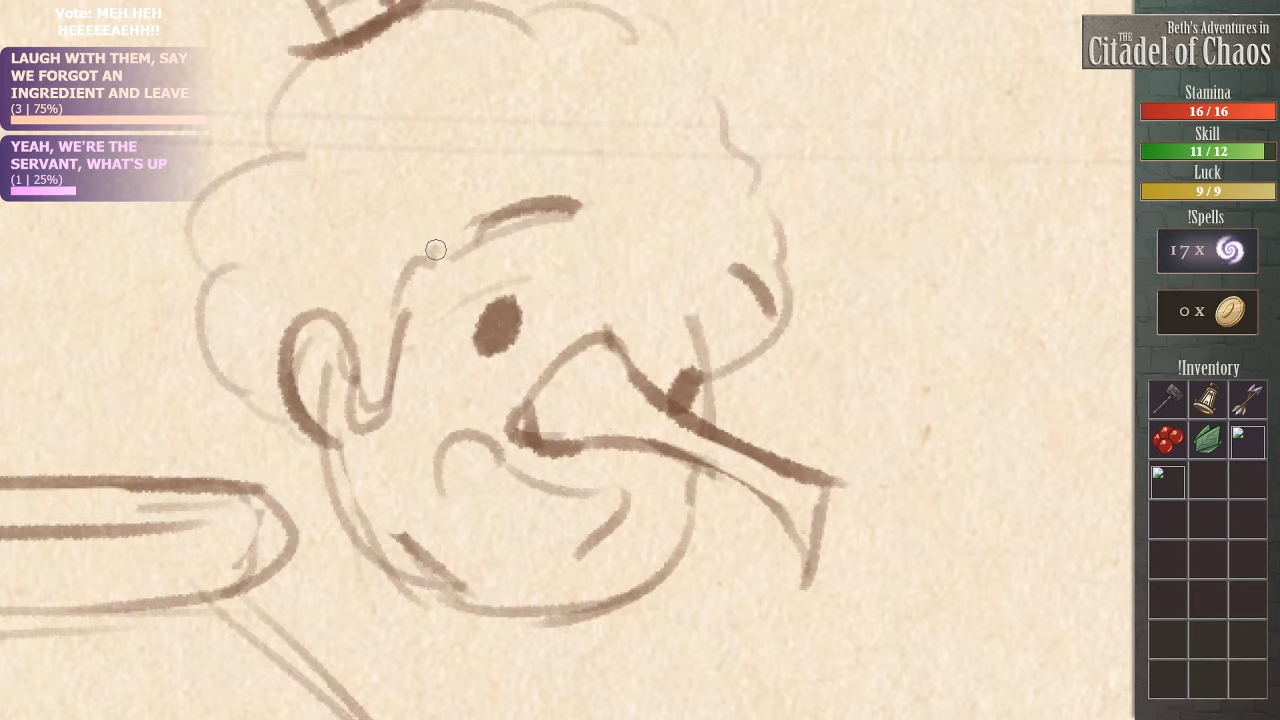 Vote: MEH HEH
HEEEEEAEHH!!
LAUGH WITH THEM, SAY
WE FORGOT AN
INGREDIENT AND LEAVE
(3 | 75%)
YEAH, WE'RE THE
SERVANT, WHAT'S UP
(1 | 25%)
Beth's Adventures in
THE
Citadel of Chaos
Stamina
16 / 16
Skill
11 / 12
Luck
9 / 9
!Spells
17 x
0 x
!Inventory